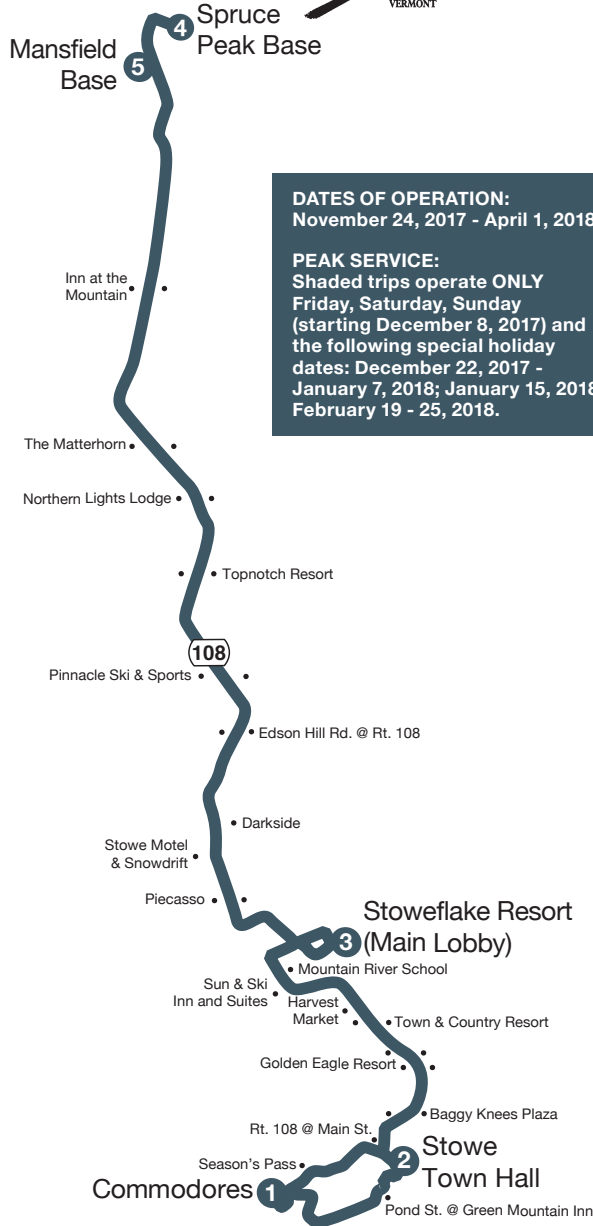 VERMONT
Spruce
Peak Base
4
Mansfield
Base
5
DATES OF OPERATION:
November 24, 2017 - April 1, 2018
PEAK SERVICE:
Shaded trips operate ONLY
Friday, Saturday, Sunday
(starting December 8, 2017) and
the following special holiday
dates: December 22, 2017 -
January 7, 2018; January 15, 2018
February 19 - 25, 2018.
Inn at the
Mountain
The Matterhorn
Northern Lights Lodge
Topnotch Resort
108
Pinnacle Ski & Sports
Edson Hill Rd. @ Rt. 108
Darkside
Stowe Motel
& Snowdrift
Piecasso
Stoweflake Resort
(Main Lobby)
3
Mountain River School
Sun & Ski
Inn and Suites
Harvest
Market
Town & Country Resort
Golden Eagle Resort
Baggy Knees Plaza
Rt. 108 @ Main St.
Stowe
Town Hall
2
Season's Pass
Commodores
1
Pond St. @ Green Mountain Inn